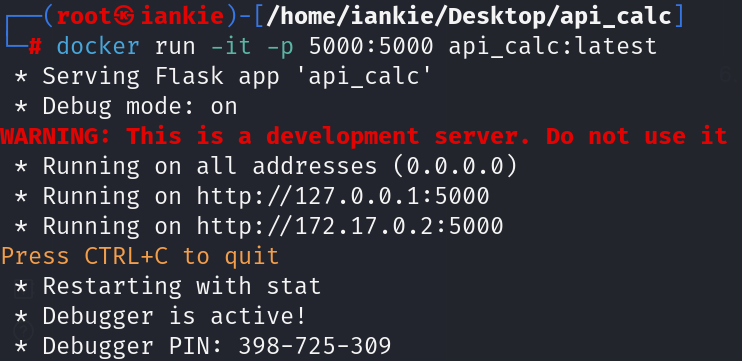 ┌──(root㉿iankie)-[/home/iankie/Desktop/api_calc]
└─# docker run -it -p 5000:5000 api_calc:latest
 * Serving Flask app 'api_calc'
 * Debug mode: on
WARNING: This is a development server. Do not use it
 * Running on all addresses (0.0.0.0)
 * Running on http://127.0.0.1:5000
 * Running on http://172.17.0.2:5000
Press CTRL+C to quit
 * Restarting with stat
 * Debugger is active!
 * Debugger PIN: 398-725-309